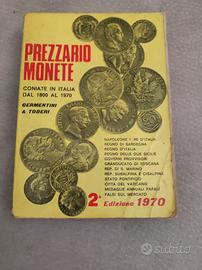 PREZZARIO
MONETE
CONIATE IN ITALIA
DAL 1800 AL 1970
GERMENTINI
& TODERI
NAPOLEONE I RE D'ITALIA
REGNO DI SARDEGNA
REGNO D'ITALIA
REGNO DELLE DUE SICILIE
GOVERNI PROVVISORI
GRANDUCATO DI TOSCANA
REP. DI S. MARINO
REP. SUBALPINA E CISALPINA
STATO PONTIFICIO
CITTÀ DEL VATICANO
MEDAGLIE ANNUALI PAPALI
FALSI SUL MERCATO
2ª Edizione 1970
subito